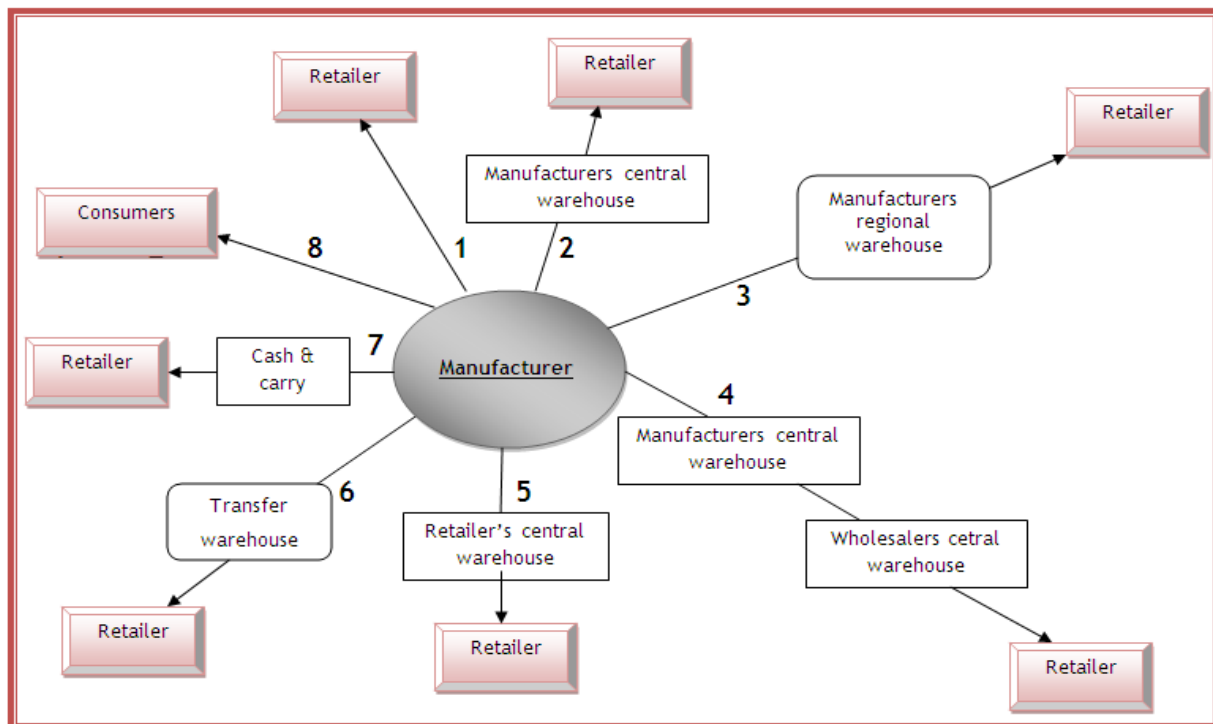 Retailer
Retailer
Retailer
Manufacturers central
warehouse
Manufacturers
regional
warehouse
Consumers
8
1
2
3
Retailer
Cash &
carry
7
Manufacturer
4
Manufacturers central
warehouse
6
5
Transfer
warehouse
Retailer's central
warehouse
Wholesalers cetral
warehouse
Retailer
Retailer
Retailer